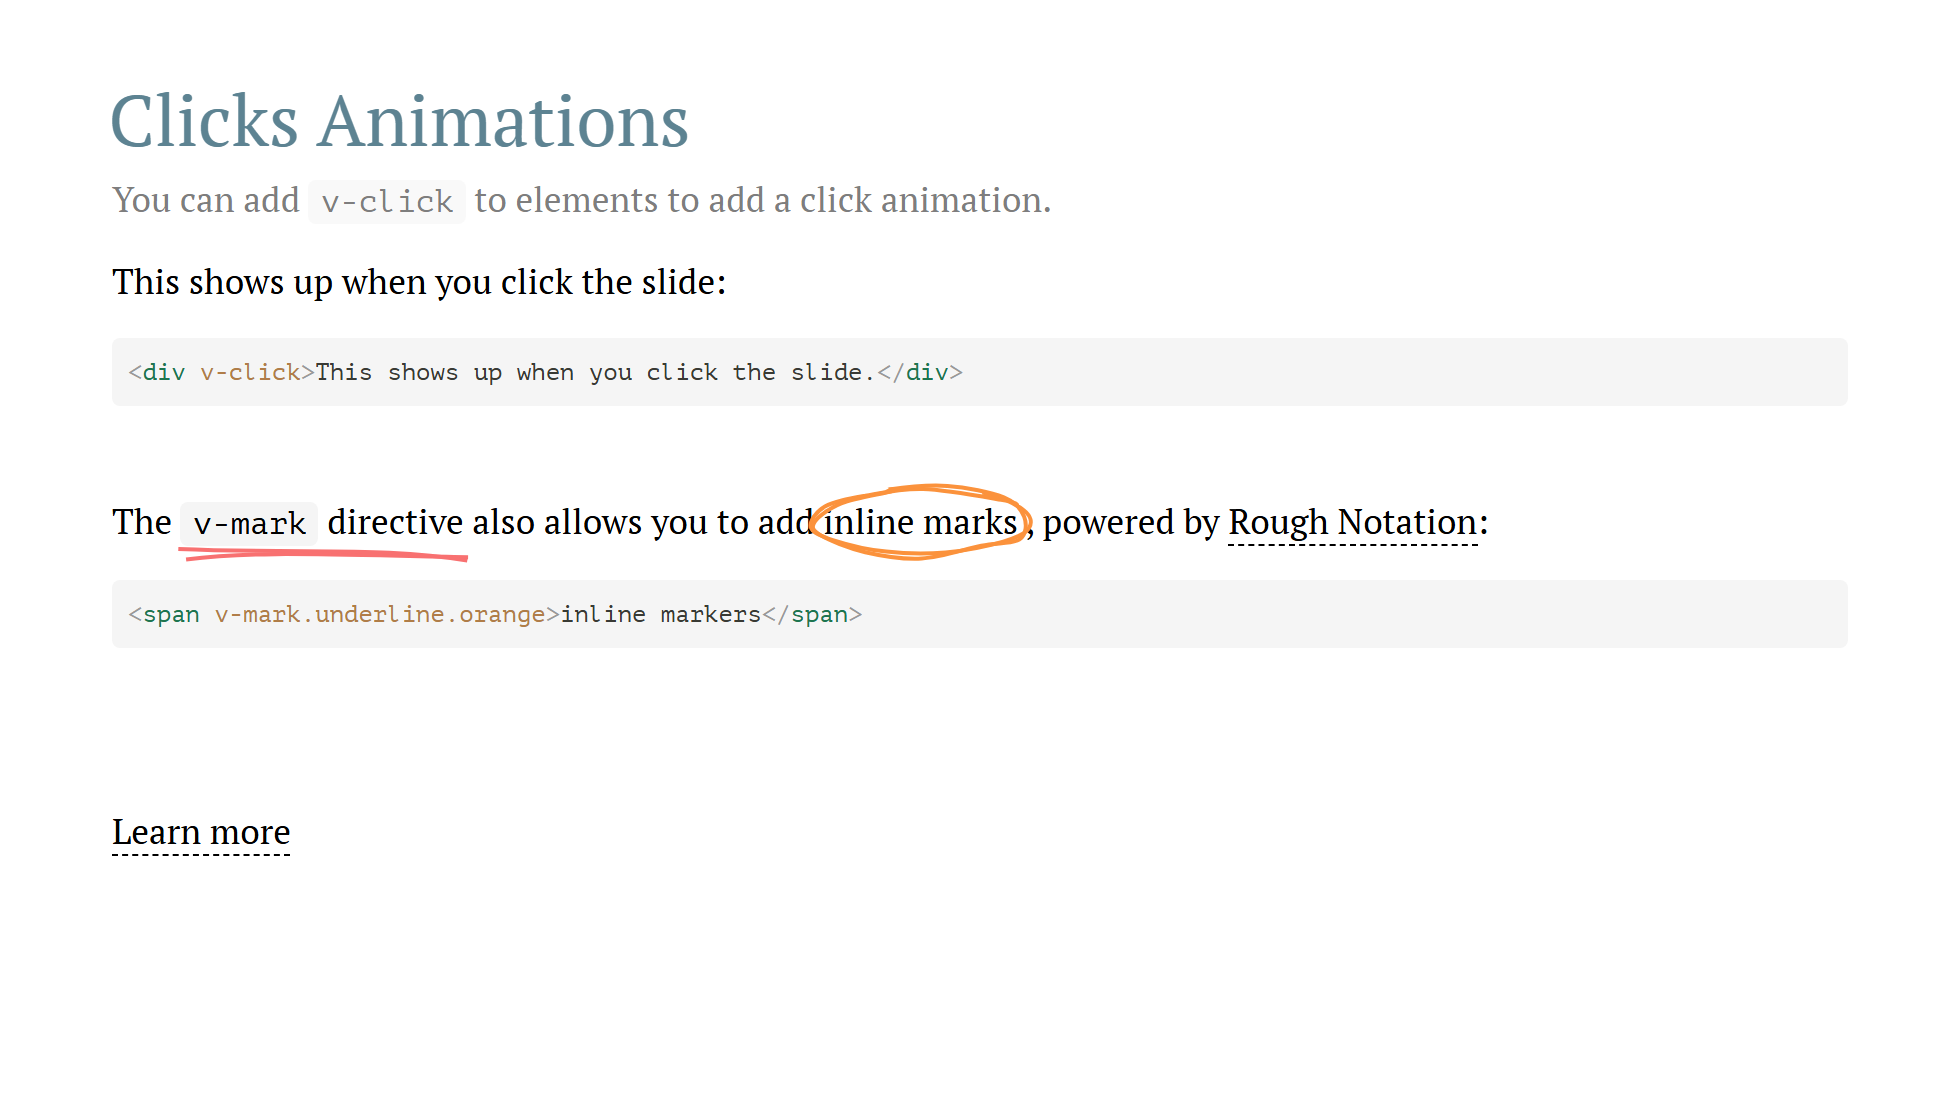 Clicks Animations
You can add v-click to elements to add a click animation.
This shows up when you click the slide:
<div v-click>This shows up when you click the slide.</div>
The v-mark directive also allows you to add inline marks , powered by Rough Notation:
<span v-mark.underline.orange>inline markers</span>
Learn more